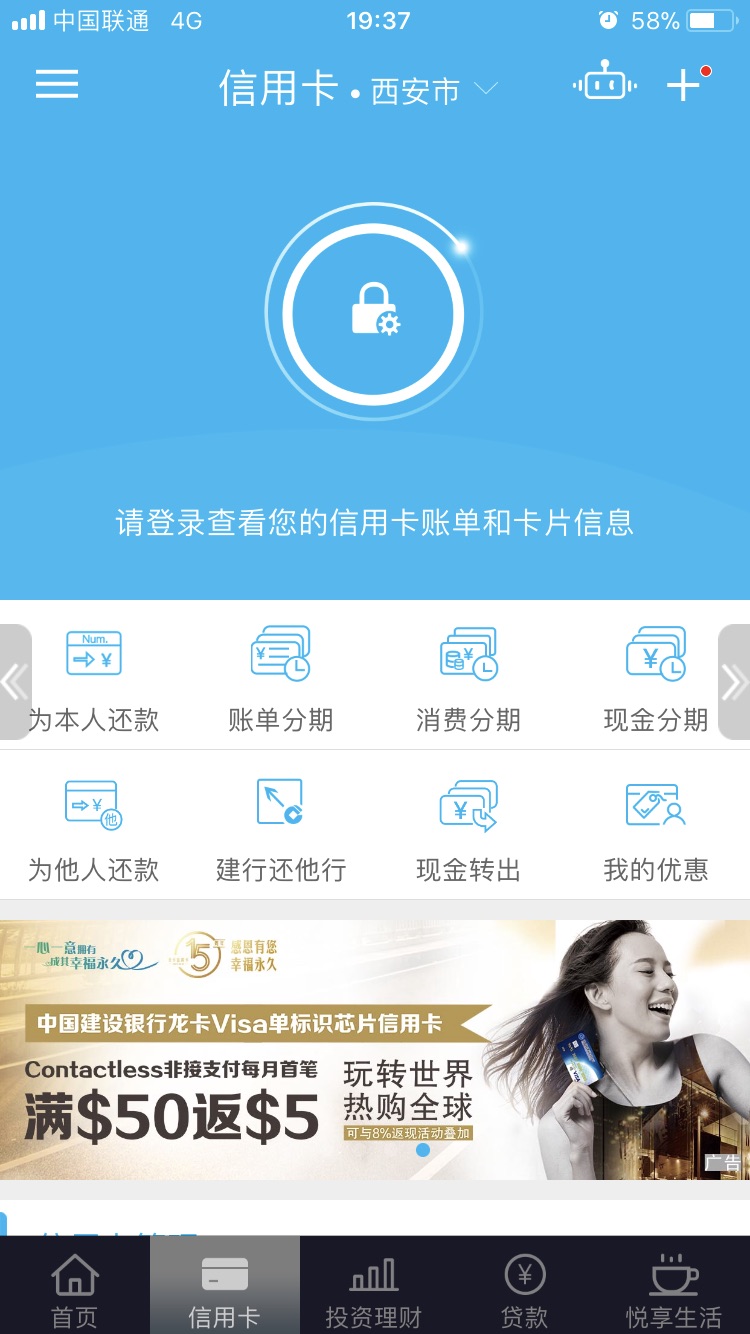 中国联通 4G 19:37 58%
信用卡·西安市
请登录查看您的信用卡账单和卡片信息
Num.
¥ ¥ ¥ ¥
为本人还款 账单分期 消费分期 现金分期
¥ 他 ¥
为他人还款 建行还他行 现金转出 我的优惠
一心一意拥有
成其幸福永久
15
感恩有您
幸福永久
中国建设银行龙卡Visa单标识芯片信用卡
Contactless非接支付每月首笔
满$50返$5
玩转世界
热购全球
可与8%返现活动叠加
VISA
广告
¥
首页 信用卡 投资理财 贷款 悦享生活